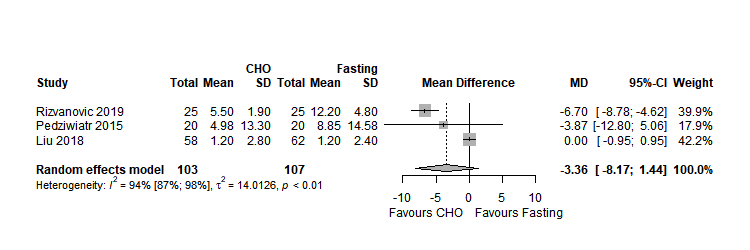 CHO Fasting
Study Total Mean SD Total Mean SD Mean Difference MD 95%-CI Weight
Rizvanovic 2019 25 5.50 1.90 25 12.20 4.80 -6.70 [ -8.78; -4.62] 39.9%
Pedziwiatr 2015 20 4.98 13.30 20 8.85 14.58 -3.87 [-12.80; 5.06] 17.9%
Liu 2018 58 1.20 2.80 62 1.20 2.40 0.00 [ -0.95; 0.95] 42.2%
Random effects model 103 107 -3.36 [ -8.17; 1.44] 100.0%
Heterogeneity: I² = 94% [87%; 98%], τ² = 14.0126, p < 0.01
-10 -5 0 5 10
Favours CHO Favours Fasting